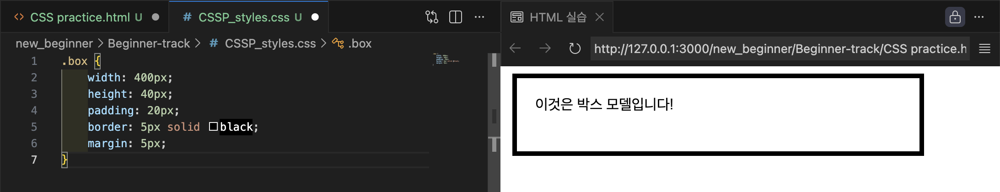 CSS practice.html U
# CSSP_styles.css U
HTML 실습
new_beginner > Beginner-track > # CSSP_styles.css > .box
http://127.0.0.1:3000/new_beginner/Beginner-track/CSS practice.h
1 .box {
2 width: 400px;
3 height: 40px;
4 padding: 20px;
5 border: 5px solid black;
6 margin: 5px;
7 }
이것은 박스 모델입니다!